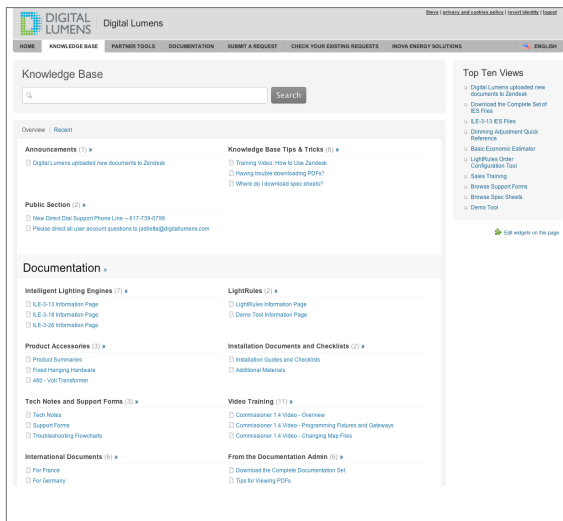 Steve | privacy and cookies policy | revert identity | logout
DIGITAL
LUMENS
Digital Lumens
HOME KNOWLEDGE BASE PARTNER TOOLS DOCUMENTATION SUBMIT A REQUEST CHECK YOUR EXISTING REQUESTS INOVA ENERGY SOLUTIONS ENGLISH
Knowledge Base
Search
Overview | Recent
Announcements (1) »
Digital Lumens uploaded new documents to Zendesk
Knowledge Base Tips & Tricks (6) »
Training Video: How to Use Zendesk
Having trouble downloading PDFs?
Where do I download spec sheets?
Public Section (2) »
New Direct Dial Support Phone Line – 617-739-0796
Please direct all user account questions to jadiletta@digitallumens.com
Documentation »
Intelligent Lighting Engines (7) »
ILE-3-13 Information Page
ILE-3-18 Information Page
ILE-3-26 Information Page
LightRules (2) »
LightRules Information Page
Demo Tool Information Page
Product Accessories (3) »
Product Summaries
Fixed Hanging Hardware
480 - Volt Transformer
Installation Documents and Checklists (2) »
Installation Guides and Checklists
Additional Materials
Tech Notes and Support Forms (3) »
Tech Notes
Support Forms
Troubleshooting Flowcharts
Video Training (11) »
Commissioner 1.4 Video - Overview
Commissioner 1.4 Video - Programming Fixtures and Gateways
Commissioner 1.4 Video - Changing Map Files
International Documents (6) »
For France
For Germany
From the Documentation Admin (6) »
Download the Complete Documentation Set
Tips for Viewing PDFs
Top Ten Views
Digital Lumens uploaded new
documents to Zendesk
Download the Complete Set of
IES Files
ILE-3-13 IES Files
Dimming Adjustment Quick
Reference
Basic Economic Estimator
LightRules Order
Configuration Tool
Sales Training
Browse Support Forms
Browse Spec Sheets
Demo Tool
Edit widgets on this page